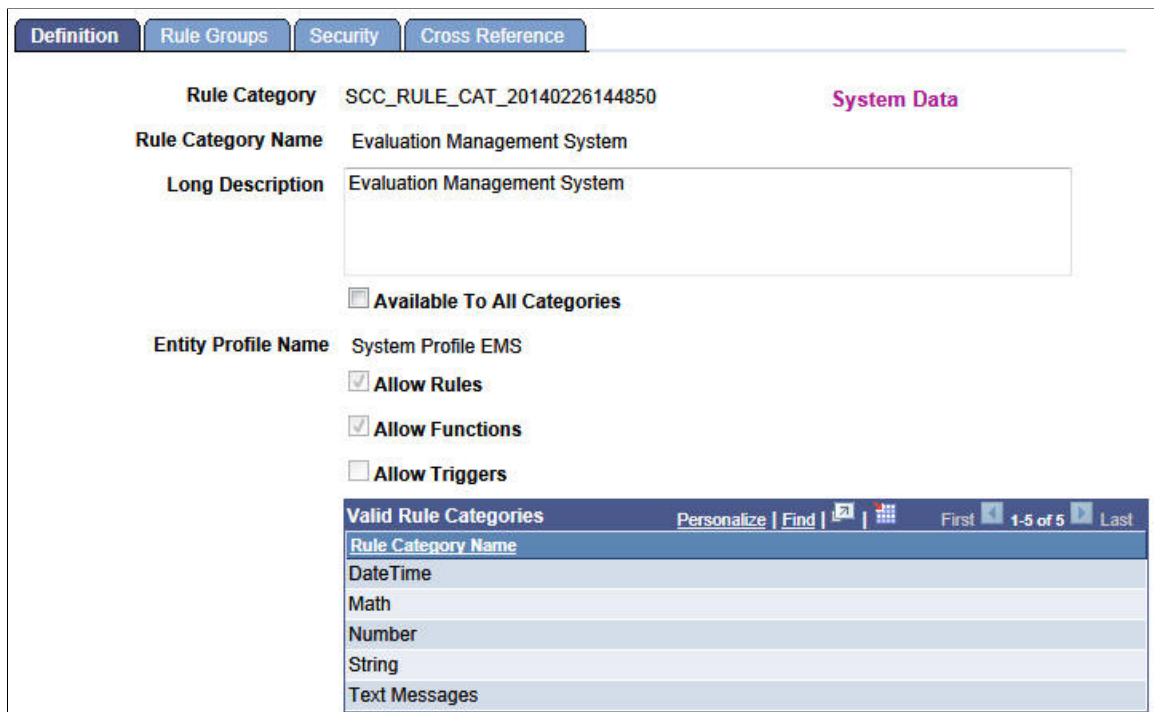 Definition Rule Groups Security Cross Reference
Rule Category SCC_RULE_CAT_20140226144850 System Data
Rule Category Name Evaluation Management System
Long Description Evaluation Management System
Available To All Categories
Entity Profile Name System Profile EMS
Allow Rules
Allow Functions
Allow Triggers
Valid Rule Categories Personalize | Find | | First 1-5 of 5 Last
Rule Category Name
DateTime
Math
Number
String
Text Messages